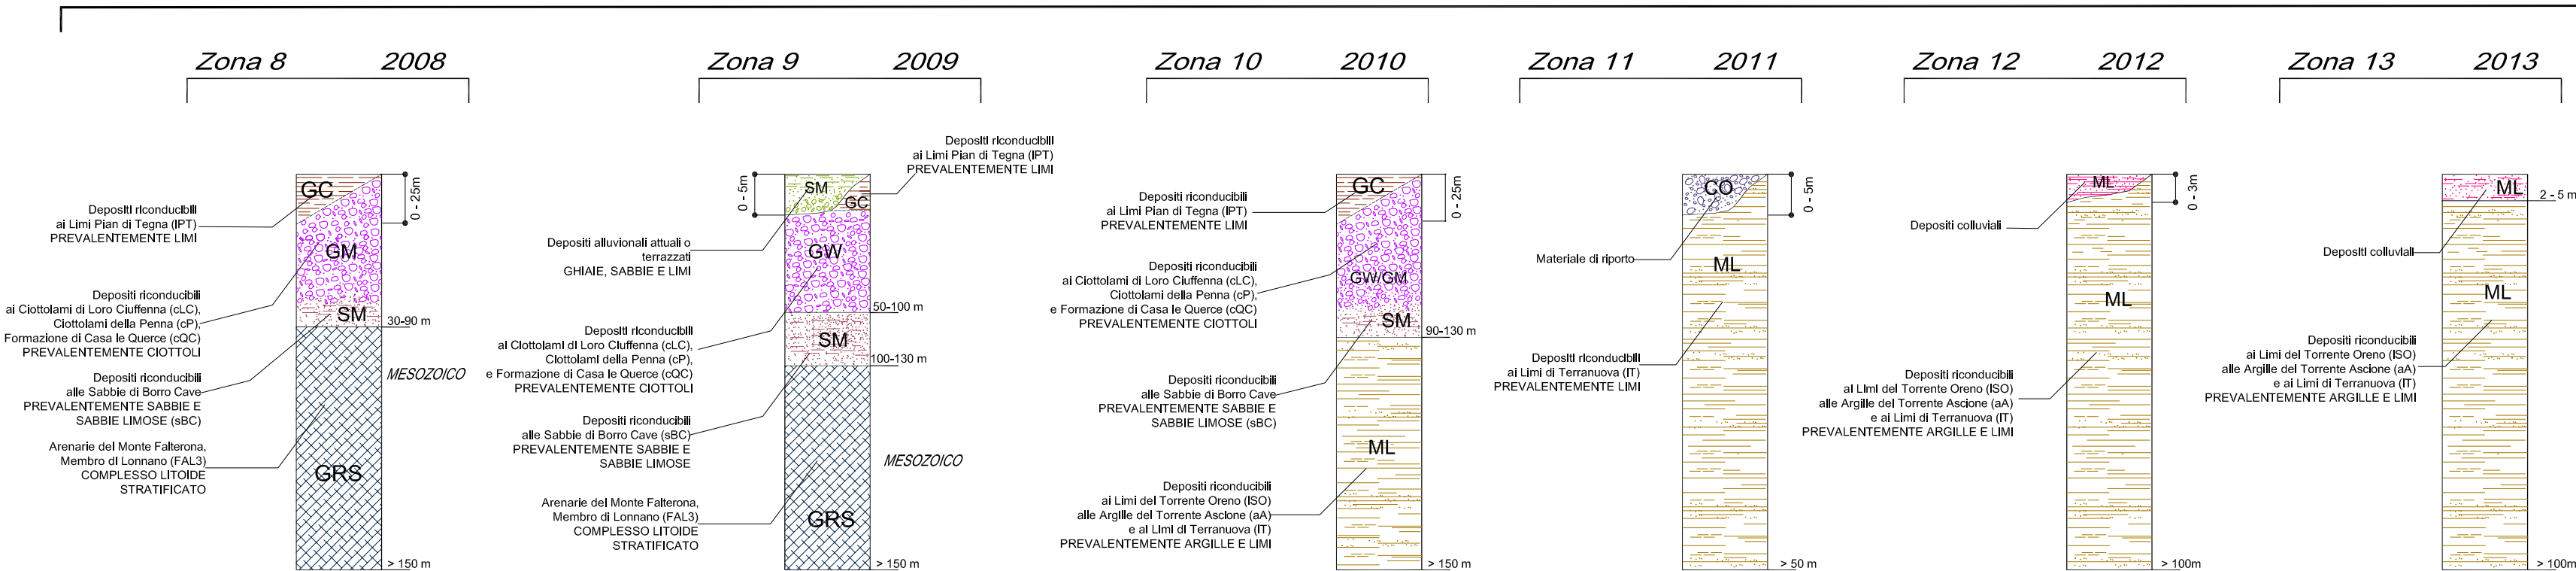 Zona 8 2008
GC
0 - 25m
Depositi riconducibili
ai Limi Pian di Tegna (IPT)
PREVALENTEMENTE LIMI
GM
Depositi riconducibili
ai Ciottolami di Loro Ciuffenna (cLC),
Ciottolami della Penna (cP),
Formazione di Casa le Querce (cQC)
PREVALENTEMENTE CIOTTOLI
SM
30-90 m
MESOZOICO
Depositi riconducibili
alle Sabbie di Borro Cave
PREVALENTEMENTE SABBIE E
SABBIE LIMOSE (sBC)
Arenarie del Monte Falterona,
Membro di Lonnano (FAL3)
COMPLESSO LITOIDE
STRATIFICATO
GRS
> 150 m
Zona 9 2009
Depositi riconducibili
ai Limi Pian di Tegna (IPT)
PREVALENTEMENTE LIMI
0 - 5m
SM
GC
Depositi alluvionali attuali o
terrazzati
GHIAIE, SABBIE E LIMI
GW
50-100 m
Depositi riconducibili
ai Ciottolami di Loro Ciuffenna (cLC),
Ciottolami della Penna (cP),
e Formazione di Casa le Querce (cQC)
PREVALENTEMENTE CIOTTOLI
SM
100-130 m
Depositi riconducibili
alle Sabbie di Borro Cave (sBC)
PREVALENTEMENTE SABBIE E
SABBIE LIMOSE
MESOZOICO
Arenarie del Monte Falterona,
Membro di Lonnano (FAL3)
COMPLESSO LITOIDE
STRATIFICATO
GRS
> 150 m
Zona 10 2010
GC
0 - 25m
Depositi riconducibili
ai Limi Pian di Tegna (IPT)
PREVALENTEMENTE LIMI
Depositi riconducibili
ai Ciottolami di Loro Ciuffenna (cLC),
Ciottolami della Penna (cP),
e Formazione di Casa le Querce (cQC)
PREVALENTEMENTE CIOTTOLI
GW/GM
SM
90-130 m
Depositi riconducibili
alle Sabbie di Borro Cave
PREVALENTEMENTE SABBIE E
SABBIE LIMOSE (sBC)
ML
Depositi riconducibili
ai Limi del Torrente Oreno (ISO)
alle Argille del Torrente Ascione (aA)
e ai Limi di Terranuova (IT)
PREVALENTEMENTE ARGILLE E LIMI
> 150 m
Zona 11 2011
CO
0 - 5m
Materiale di riporto
ML
Depositi riconducibili
ai Limi di Terranuova (IT)
PREVALENTEMENTE LIMI
> 50 m
Zona 12 2012
ML
0 - 3m
Depositi colluviali
ML
Depositi riconducibili
ai Limi del Torrente Oreno (ISO)
alle Argille del Torrente Ascione (aA)
e ai Limi di Terranuova (IT)
PREVALENTEMENTE ARGILLE E LIMI
> 100m
Zona 13 2013
ML
2 - 5 m
Depositi colluviali
ML
Depositi riconducibili
ai Limi del Torrente Oreno (ISO)
alle Argille del Torrente Ascione (aA)
e ai Limi di Terranuova (IT)
PREVALENTEMENTE ARGILLE E LIMI
> 100m